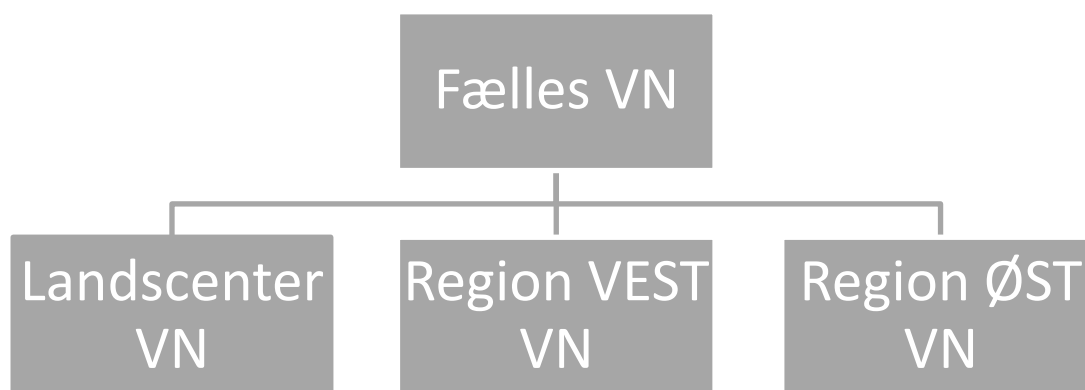 Fælles VN
Landscenter
VN
Region VEST
VN
Region ØST
VN